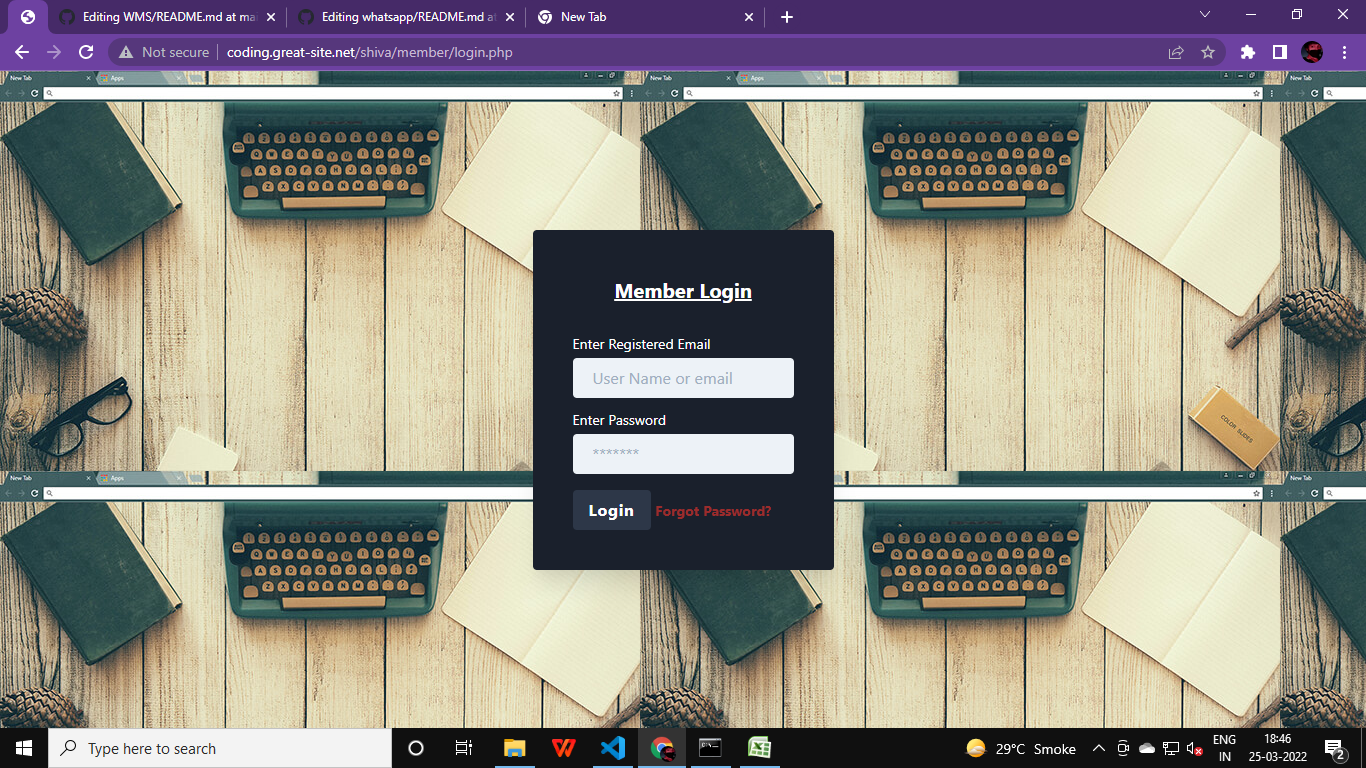 Editing WMS/README.md at ma
Editing whatsapp/README.md at
New Tab
Not secure
coding.great-site.net/shiva/member/login.php
New Tab
Apps
New Tab
Apps
New Tab
Member Login
Enter Registered Email
User Name or email
Enter Password
*******
Login
Forgot Password?
COLOR SLIDES
New Tab
Apps
New Tab
Type here to search
29°C Smoke
ENG
IN
18:46
25-03-2022
2